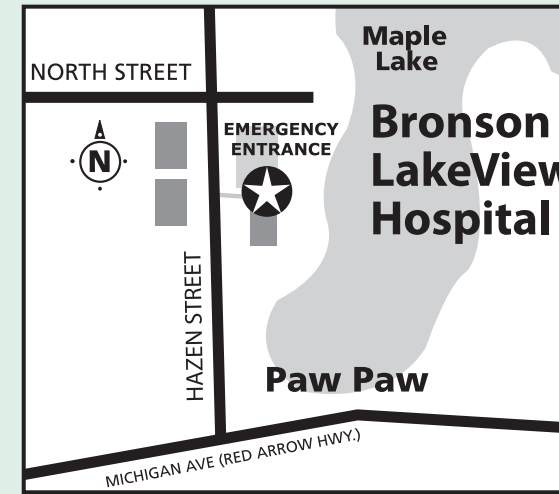 Maple
Lake
NORTH STREET
Bronson
LakeView
Hospital
EMERGENCY
ENTRANCE
N
HAZEN STREET
Paw Paw
MICHIGAN AVE (RED ARROW HWY.)